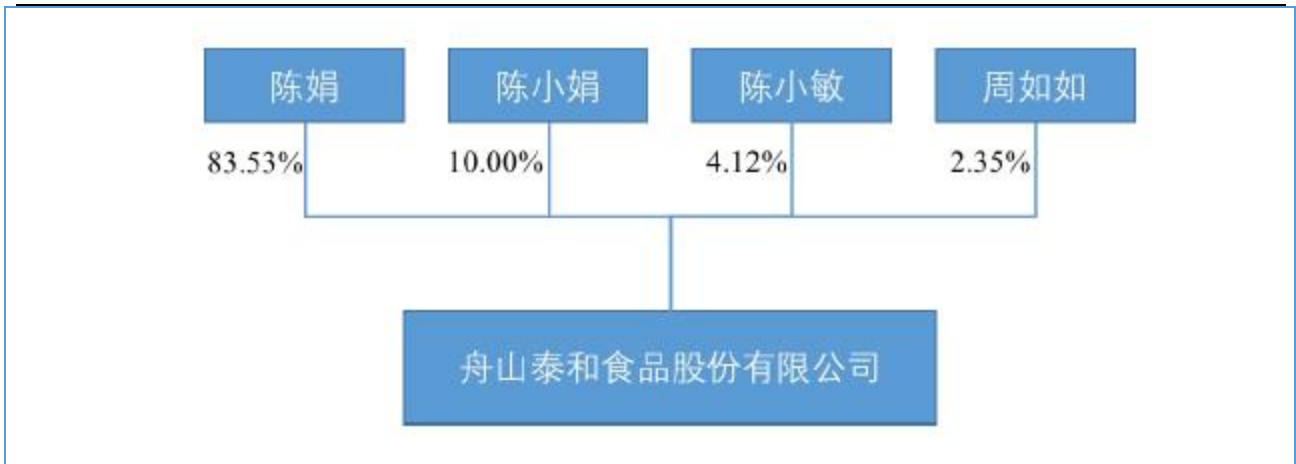 陈娟 陈小娟 陈小敏 周如如
83.53% 10.00% 4.12% 2.35%
舟山泰和食品股份有限公司